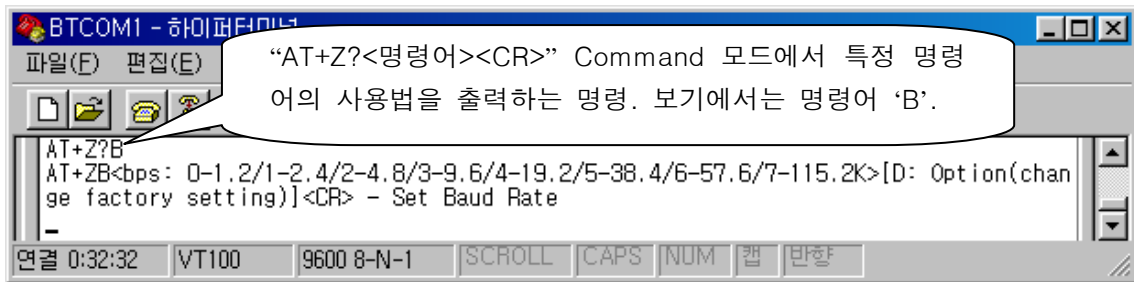 BTCOM1 - 하이퍼터미널
파일(F) 편집(E)
“AT+Z?<명령어><CR>” Command 모드에서 특정 명령
어의 사용법을 출력하는 명령. 보기에서는 명령어 ‘B’.
AT+Z?B
AT+ZB<bps: 0-1.2/1-2.4/2-4.8/3-9.6/4-19.2/5-38.4/6-57.6/7-115.2K>[D: Option(chan
ge factory setting)]<CR> - Set Baud Rate
연결 0:32:32 VT100 9600 8-N-1 SCROLL CAPS NUM 캡 반향